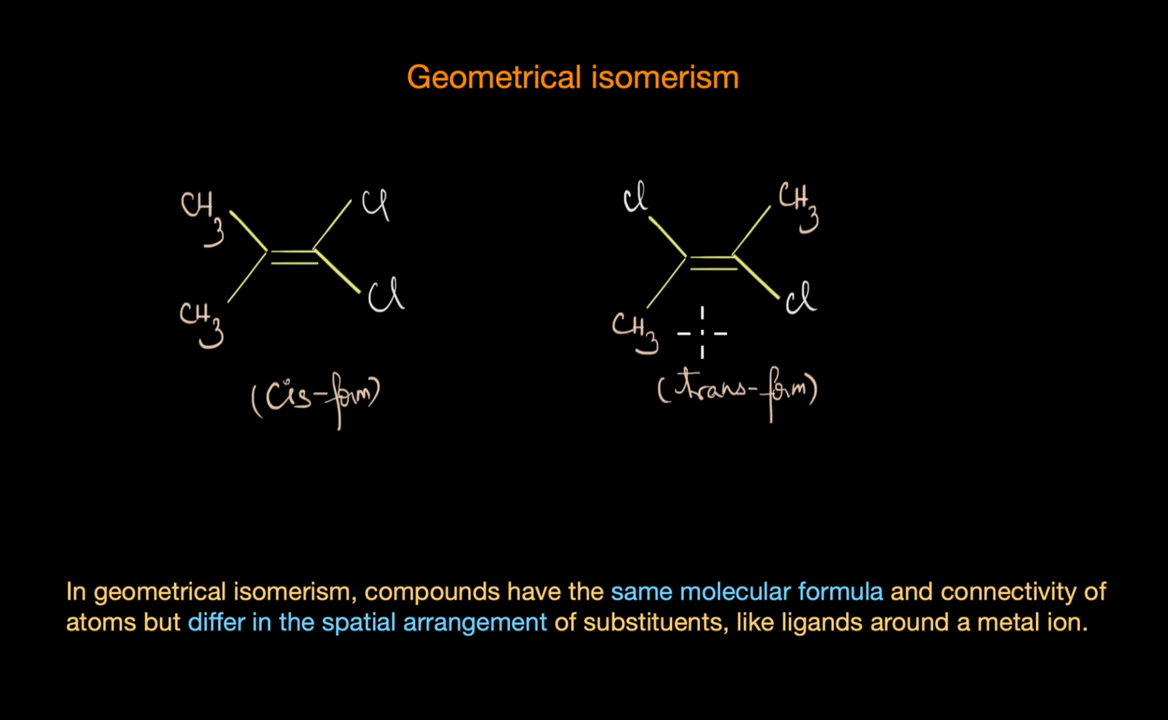 Geometrical isomerism
CH3 Cl Cl CH3
CH3 Cl CH3 Cl
(Cis-form) (trans-form)
In geometrical isomerism, compounds have the same molecular formula and connectivity of
atoms but differ in the spatial arrangement of substituents, like ligands around a metal ion.